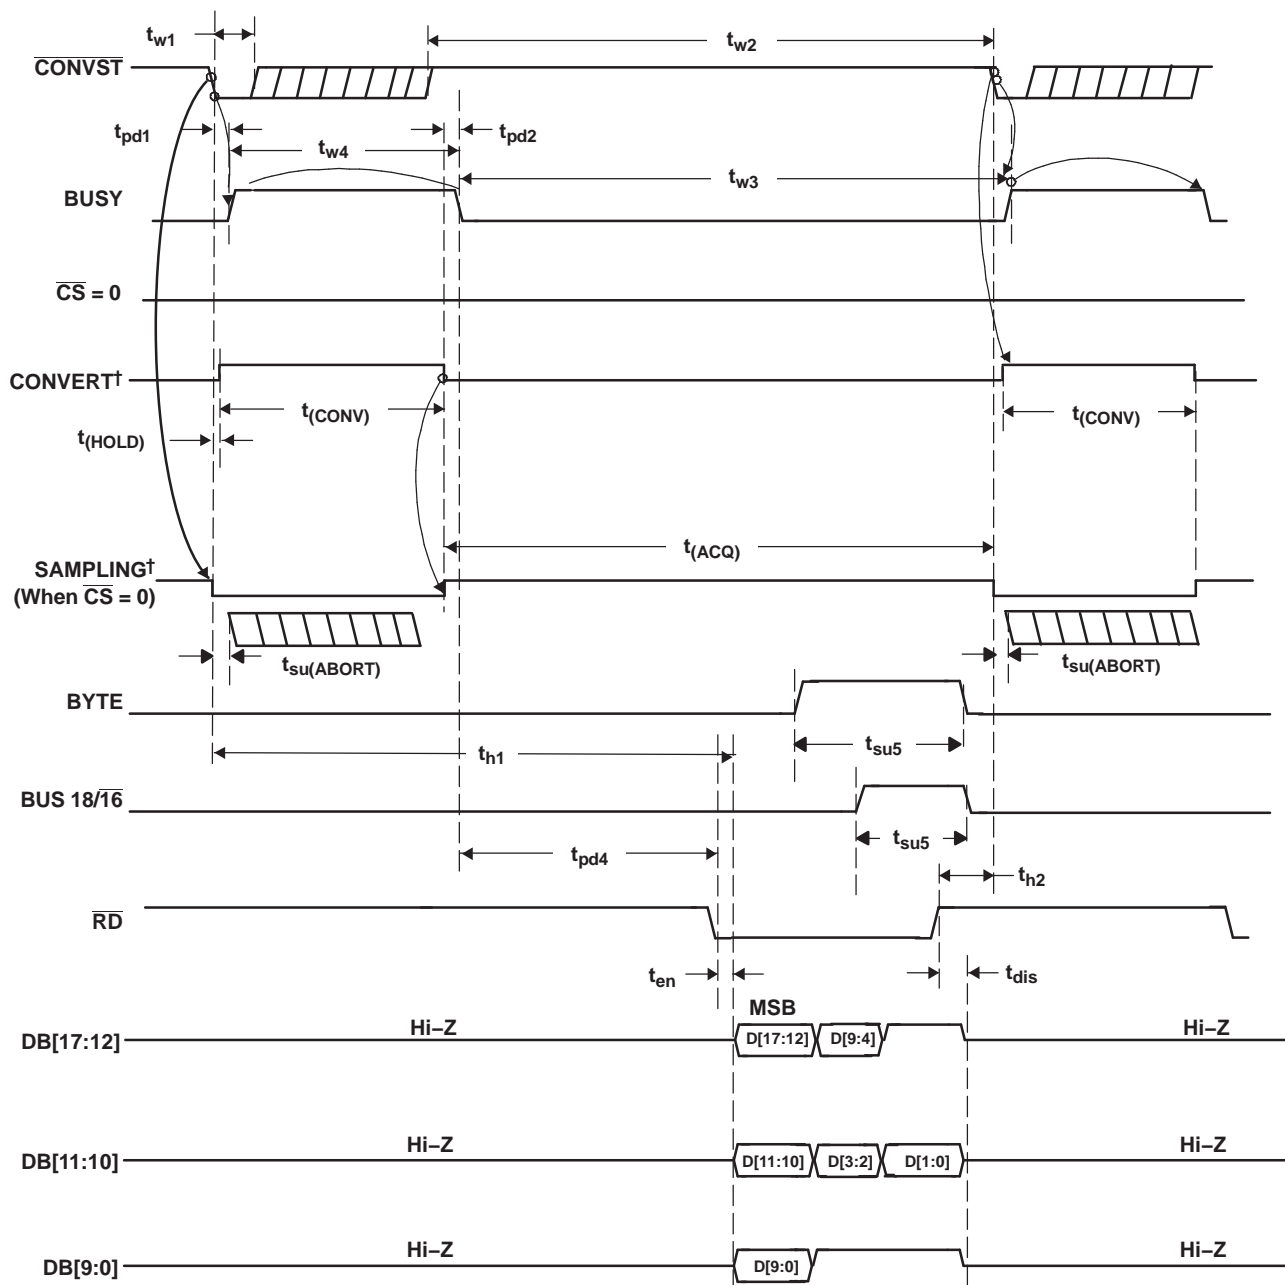 tw1
tw2
CONVST
tpd1
tpd2
tw4
tw3
BUSY
CS = 0
CONVERT†
t(CONV)
t(CONV)
t(HOLD)
t(ACQ)
SAMPLING†
(When CS = 0)
tsu(ABORT)
tsu(ABORT)
BYTE
th1
tsu5
BUS 18/16
tsu5
tpd4
th2
RD
ten
tdis
MSB
DB[17:12]
Hi–Z
D[17:12]
D[9:4]
Hi–Z
DB[11:10]
Hi–Z
D[11:10]
D[3:2]
D[1:0]
Hi–Z
DB[9:0]
Hi–Z
D[9:0]
Hi–Z